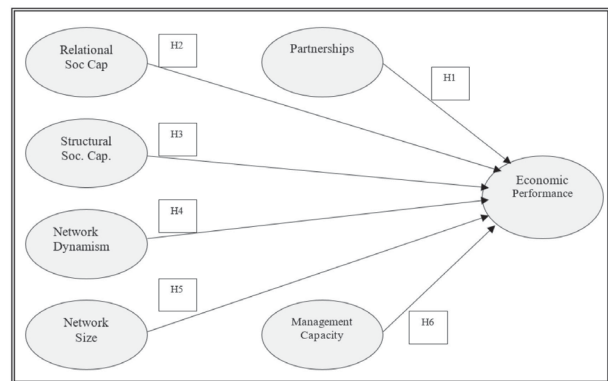 Relational
Soc Cap
H2
Partnerships
H1
Structural
Soc. Cap.
H3
Economic
Performance
Network
Dynamism
H4
H5
Network
Size
Management
Capacity
H6